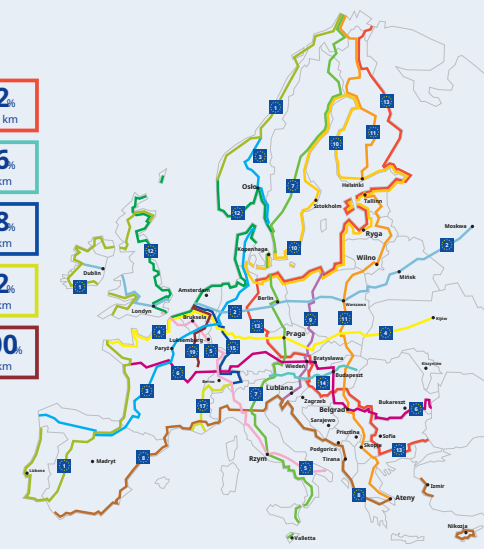 2%
km
6%
km
8%
km
2%
km
00%
km
1
13
11
10
3
Oslo
7
Helsinki
Tallinn
12
Sztokholm
Moskwa
Ryga
2
12
Kopenhaga
10
Wilno
Dublin
Mińsk
1
Amsterdam
Berlin
Warszawa
Londyn
2
9
11
Kijów
Bruksela
13
4
4
Praga
Luksemburg
Paryż
19
5
15
Bratysława
Wiedeń
6
Budapeszt
Kiszyniów
Berno
14
3
7
Lublana
Zagrzeb
Bukareszt
6
17
Belgrad
Sarajewo
Prisztina
Sofia
Skopje
Podgorica
13
Madryt
8
Rzym
Tirana
Lizbona
1
5
Izmir
8
Ateny
Nikozja
Valletta